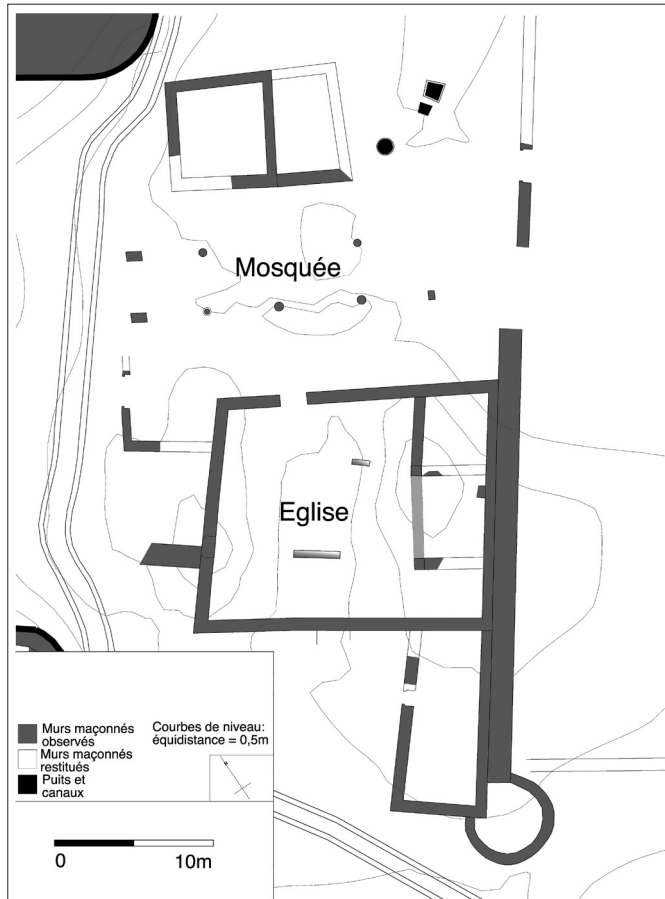 Mosquée
Eglise
Murs maçonnés
observés
Murs maçonnés
restitués
Puits et
canaux
Courbes de niveau:
équidistance = 0,5m
0 10m